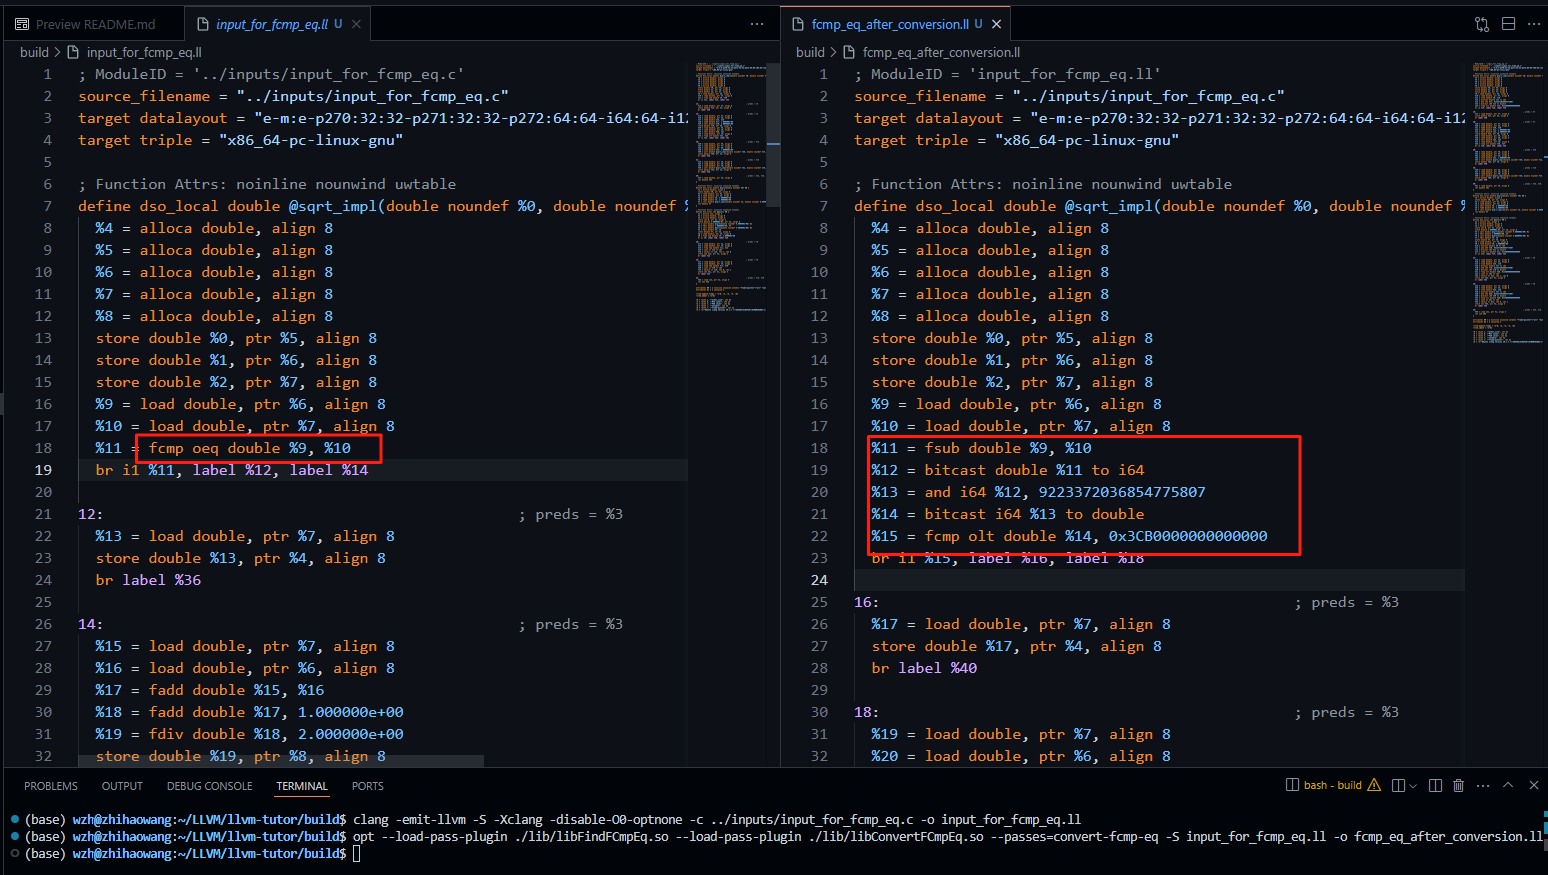 Preview README.md
input_for_fcmp_eq.ll U
fcmp_eq_after_conversion.ll U
build > input_for_fcmp_eq.ll
1 ; ModuleID = '../inputs/input_for_fcmp_eq.c'
2 source_filename = "../inputs/input_for_fcmp_eq.c"
3 target datalayout = "e-m:e-p270:32:32-p271:32:32-p272:64:64-i64:64-i12
4 target triple = "x86_64-pc-linux-gnu"
5
6 ; Function Attrs: noinline nounwind uwtable
7 define dso_local double @sqrt_impl(double noundef %0, double noundef %
8 %4 = alloca double, align 8
9 %5 = alloca double, align 8
10 %6 = alloca double, align 8
11 %7 = alloca double, align 8
12 %8 = alloca double, align 8
13 store double %0, ptr %5, align 8
14 store double %1, ptr %6, align 8
15 store double %2, ptr %7, align 8
16 %9 = load double, ptr %6, align 8
17 %10 = load double, ptr %7, align 8
18 %11 = fcmp oeq double %9, %10
19 br i1 %11, label %12, label %14
20
21 12: ; preds = %3
22 %13 = load double, ptr %7, align 8
23 store double %13, ptr %4, align 8
24 br label %36
25
26 14: ; preds = %3
27 %15 = load double, ptr %7, align 8
28 %16 = load double, ptr %6, align 8
29 %17 = fadd double %15, %16
30 %18 = fadd double %17, 1.000000e+00
31 %19 = fdiv double %18, 2.000000e+00
32 store double %19, ptr %8, align 8
build > fcmp_eq_after_conversion.ll
1 ; ModuleID = 'input_for_fcmp_eq.ll'
2 source_filename = "../inputs/input_for_fcmp_eq.c"
3 target datalayout = "e-m:e-p270:32:32-p271:32:32-p272:64:64-i64:64-i12
4 target triple = "x86_64-pc-linux-gnu"
5
6 ; Function Attrs: noinline nounwind uwtable
7 define dso_local double @sqrt_impl(double noundef %0, double noundef %
8 %4 = alloca double, align 8
9 %5 = alloca double, align 8
10 %6 = alloca double, align 8
11 %7 = alloca double, align 8
12 %8 = alloca double, align 8
13 store double %0, ptr %5, align 8
14 store double %1, ptr %6, align 8
15 store double %2, ptr %7, align 8
16 %9 = load double, ptr %6, align 8
17 %10 = load double, ptr %7, align 8
18 %11 = fsub double %9, %10
19 %12 = bitcast double %11 to i64
20 %13 = and i64 %12, 9223372036854775807
21 %14 = bitcast i64 %13 to double
22 %15 = fcmp olt double %14, 0x3CB0000000000000
23 br i1 %15, label %16, label %18
24
25 16: ; preds = %3
26 %17 = load double, ptr %7, align 8
27 store double %17, ptr %4, align 8
28 br label %40
29
30 18: ; preds = %3
31 %19 = load double, ptr %7, align 8
32 %20 = load double, ptr %6, align 8
PROBLEMS OUTPUT DEBUG CONSOLE TERMINAL PORTS
bash - build
(base) wzh@zhihaowang:~/LLVM/llvm-tutor/build$ clang -emit-llvm -S -Xclang -disable-O0-optnone -c ../inputs/input_for_fcmp_eq.c -o input_for_fcmp_eq.ll
(base) wzh@zhihaowang:~/LLVM/llvm-tutor/build$ opt --load-pass-plugin ./lib/libFindFCmpEq.so --load-pass-plugin ./lib/libConvertFCmpEq.so --passes=convert-fcmp-eq -S input_for_fcmp_eq.ll -o fcmp_eq_after_conversion.ll
(base) wzh@zhihaowang:~/LLVM/llvm-tutor/build$